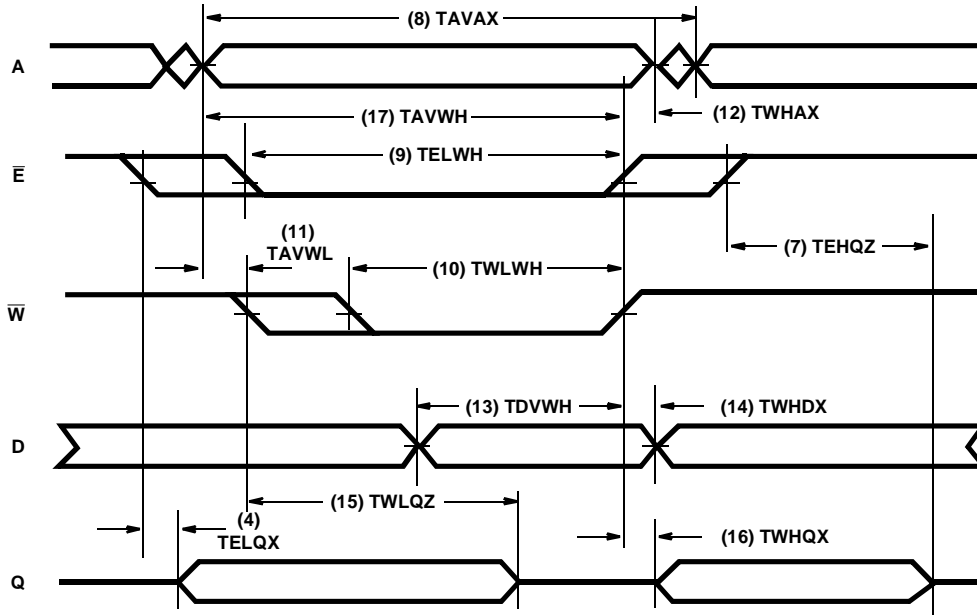 (8) TAVAX
A
(12) TWHAX
(17) TAVWH
(9) TELWH
E
(11)
TAVWL
(7) TEHQZ
(10) TWLWH
W
(13) TDVWH
(14) TWHDX
D
(15) TWLQZ
(4)
TELQX
(16) TWHQX
Q